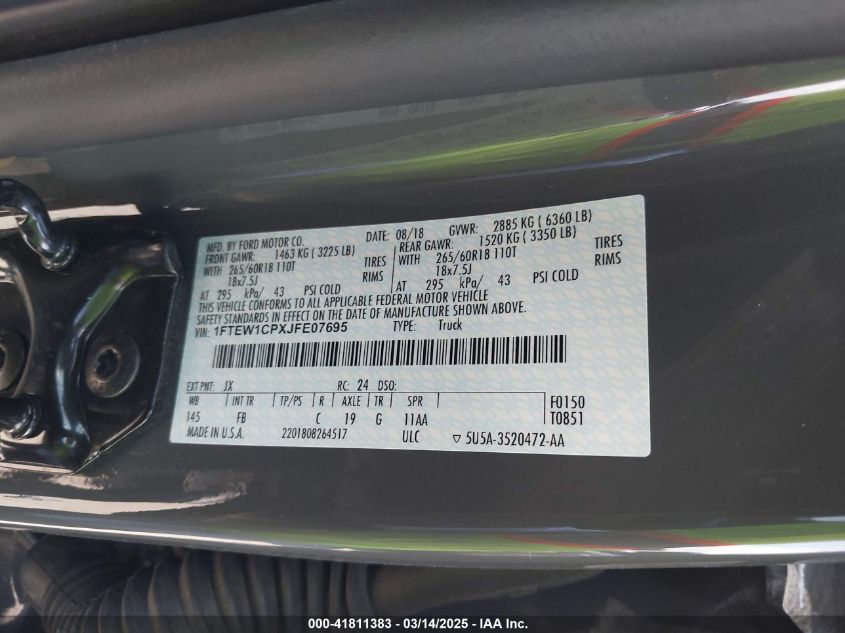 MFD. BY FORD MOTOR CO. DATE: 08/18 GVWR: 2885 KG ( 6360 LB)
FRONT GAWR: 1463 KG ( 3225 LB) REAR GAWR: 1520 KG ( 3350 LB)
WITH 265/60R18 110T TIRES WITH 265/60R18 110T TIRES
18x7.5J RIMS 18x7.5J RIMS
AT 295 kPa/ 43 PSI COLD AT 295 kPa/ 43 PSI COLD
THIS VEHICLE CONFORMS TO ALL APPLICABLE FEDERAL MOTOR VEHICLE
SAFETY STANDARDS IN EFFECT ON THE DATE OF MANUFACTURE SHOWN ABOVE.
VIN: 1FTEW1CPXJFE07695 TYPE: Truck
EXT PNT: JX RC: 24 DSO:
WB INT TR TP/PS R AXLE TR SPR F0150
145 FB C 19 G 11AA T0851
MADE IN U.S.A. 2201808264517 ULC ▽ 5U5A-3520472-AA
000-41811383 - 03/14/2025 - IAA Inc.